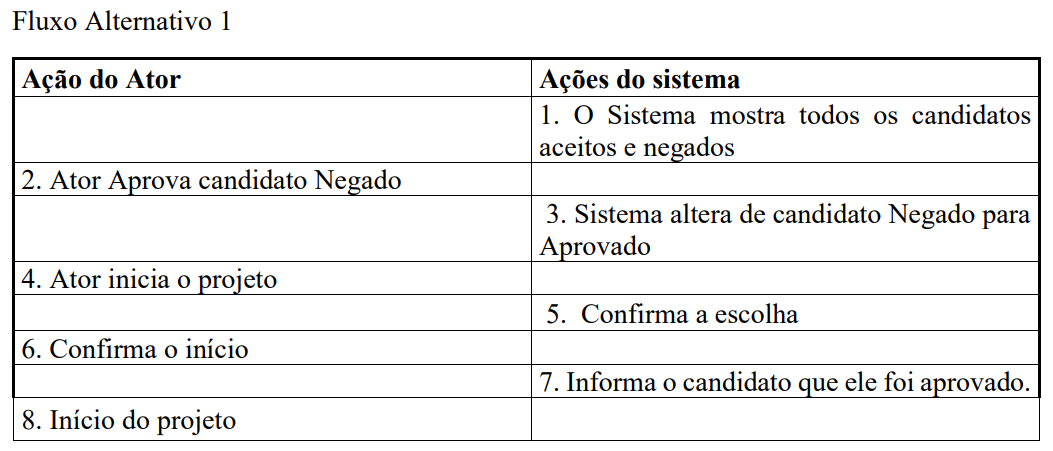 Fluxo Alternativo 1
Ação do Ator
Ações do sistema
1. O Sistema mostra todos os candidatos
aceitos e negados
2. Ator Aprova candidato Negado
3. Sistema altera de candidato Negado para
Aprovado
4. Ator inicia o projeto
5. Confirma a escolha
6. Confirma o início
7. Informa o candidato que ele foi aprovado.
8. Início do projeto